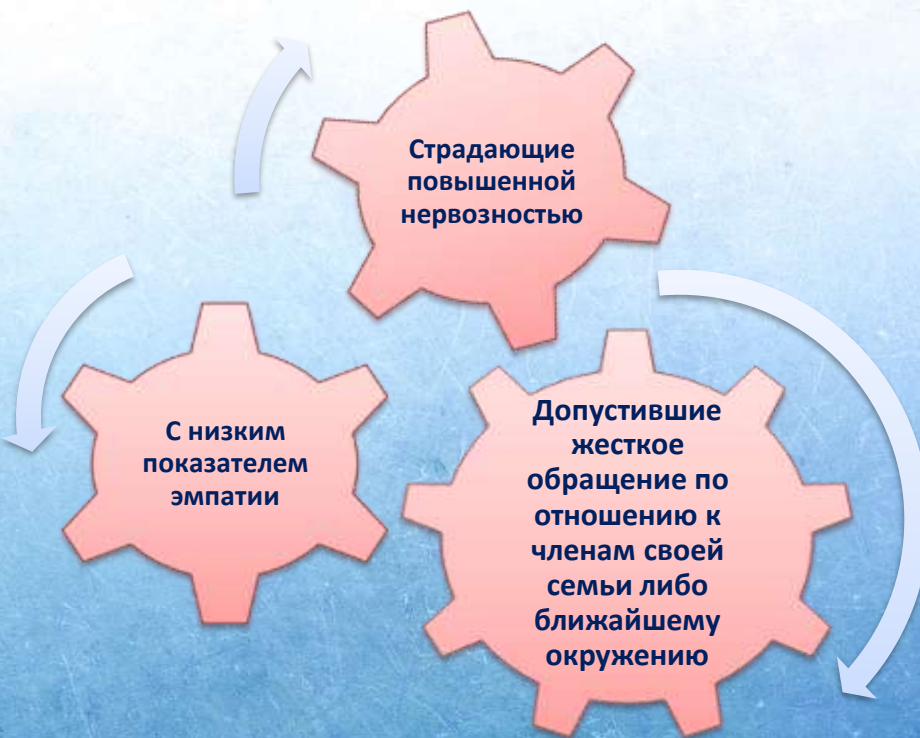 Страдающие
повышенной
нервозностью
С низким
показателем
эмпатии
Допустившие
жесткое
обращение по
отношению к
членам своей
семьи либо
ближайшему
окружению